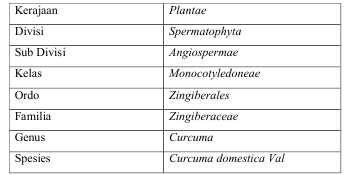 Kerajaan Plantae
Divisi Spermatophyta
Sub Divisi Angiospermae
Kelas Monocotyledoneae
Ordo Zingiberales
Familia Zingiberaceae
Genus Curcuma
Spesies Curcuma domestica Val